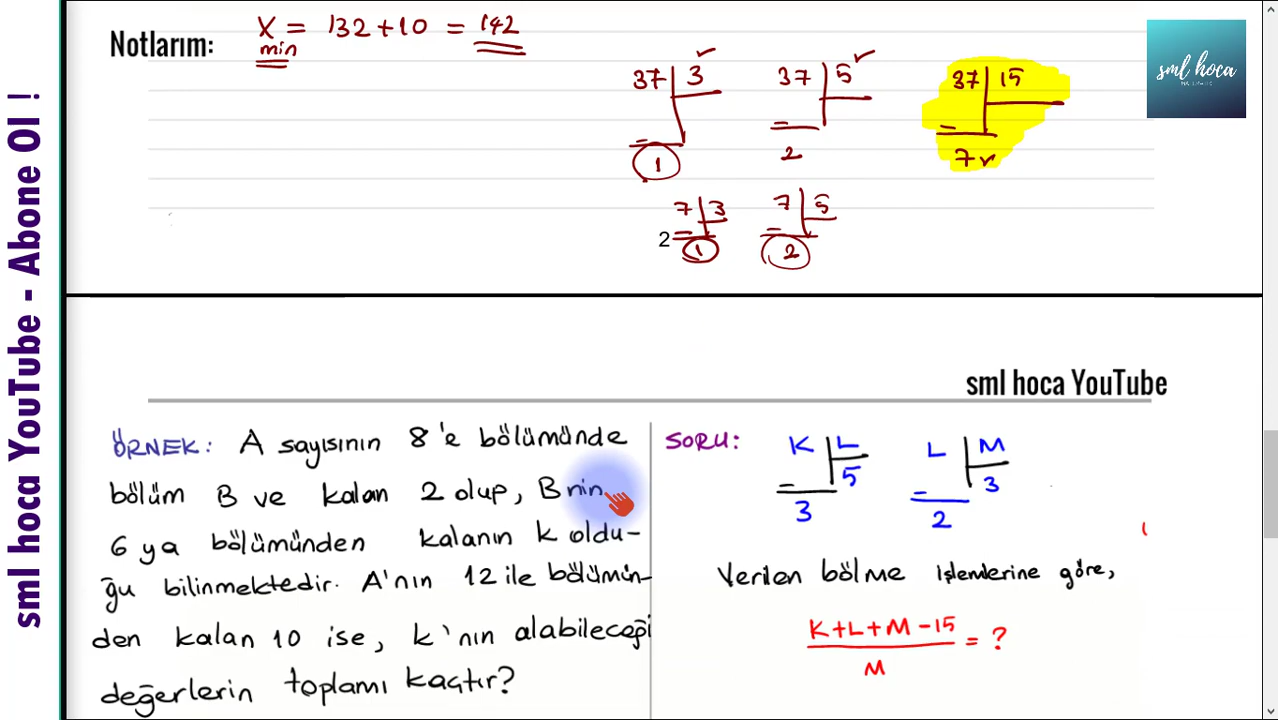 Notlarım:
X = 132 + 10 = 142
min
37 3
1
37 5
2
37 15
7
7 3
2
1
7 5
2
sml hoca
sml hoca YouTube - Abone Ol !
sml hoca YouTube
ÖRNEK: A sayısının 8'e bölümünde
bölüm B ve kalan 2 olup, B nin
6 ya bölümünden kalanın k oldu-
ğu bilinmektedir. A'nın 12 ile bölümün-
den kalan 10 ise, k'nın alabileceği
değerlerin toplamı kaçtır?
SORU:
K L
5
3
L M
3
2
Verilen bölme işlemlerine göre,
K+L+M-15
= ?
M